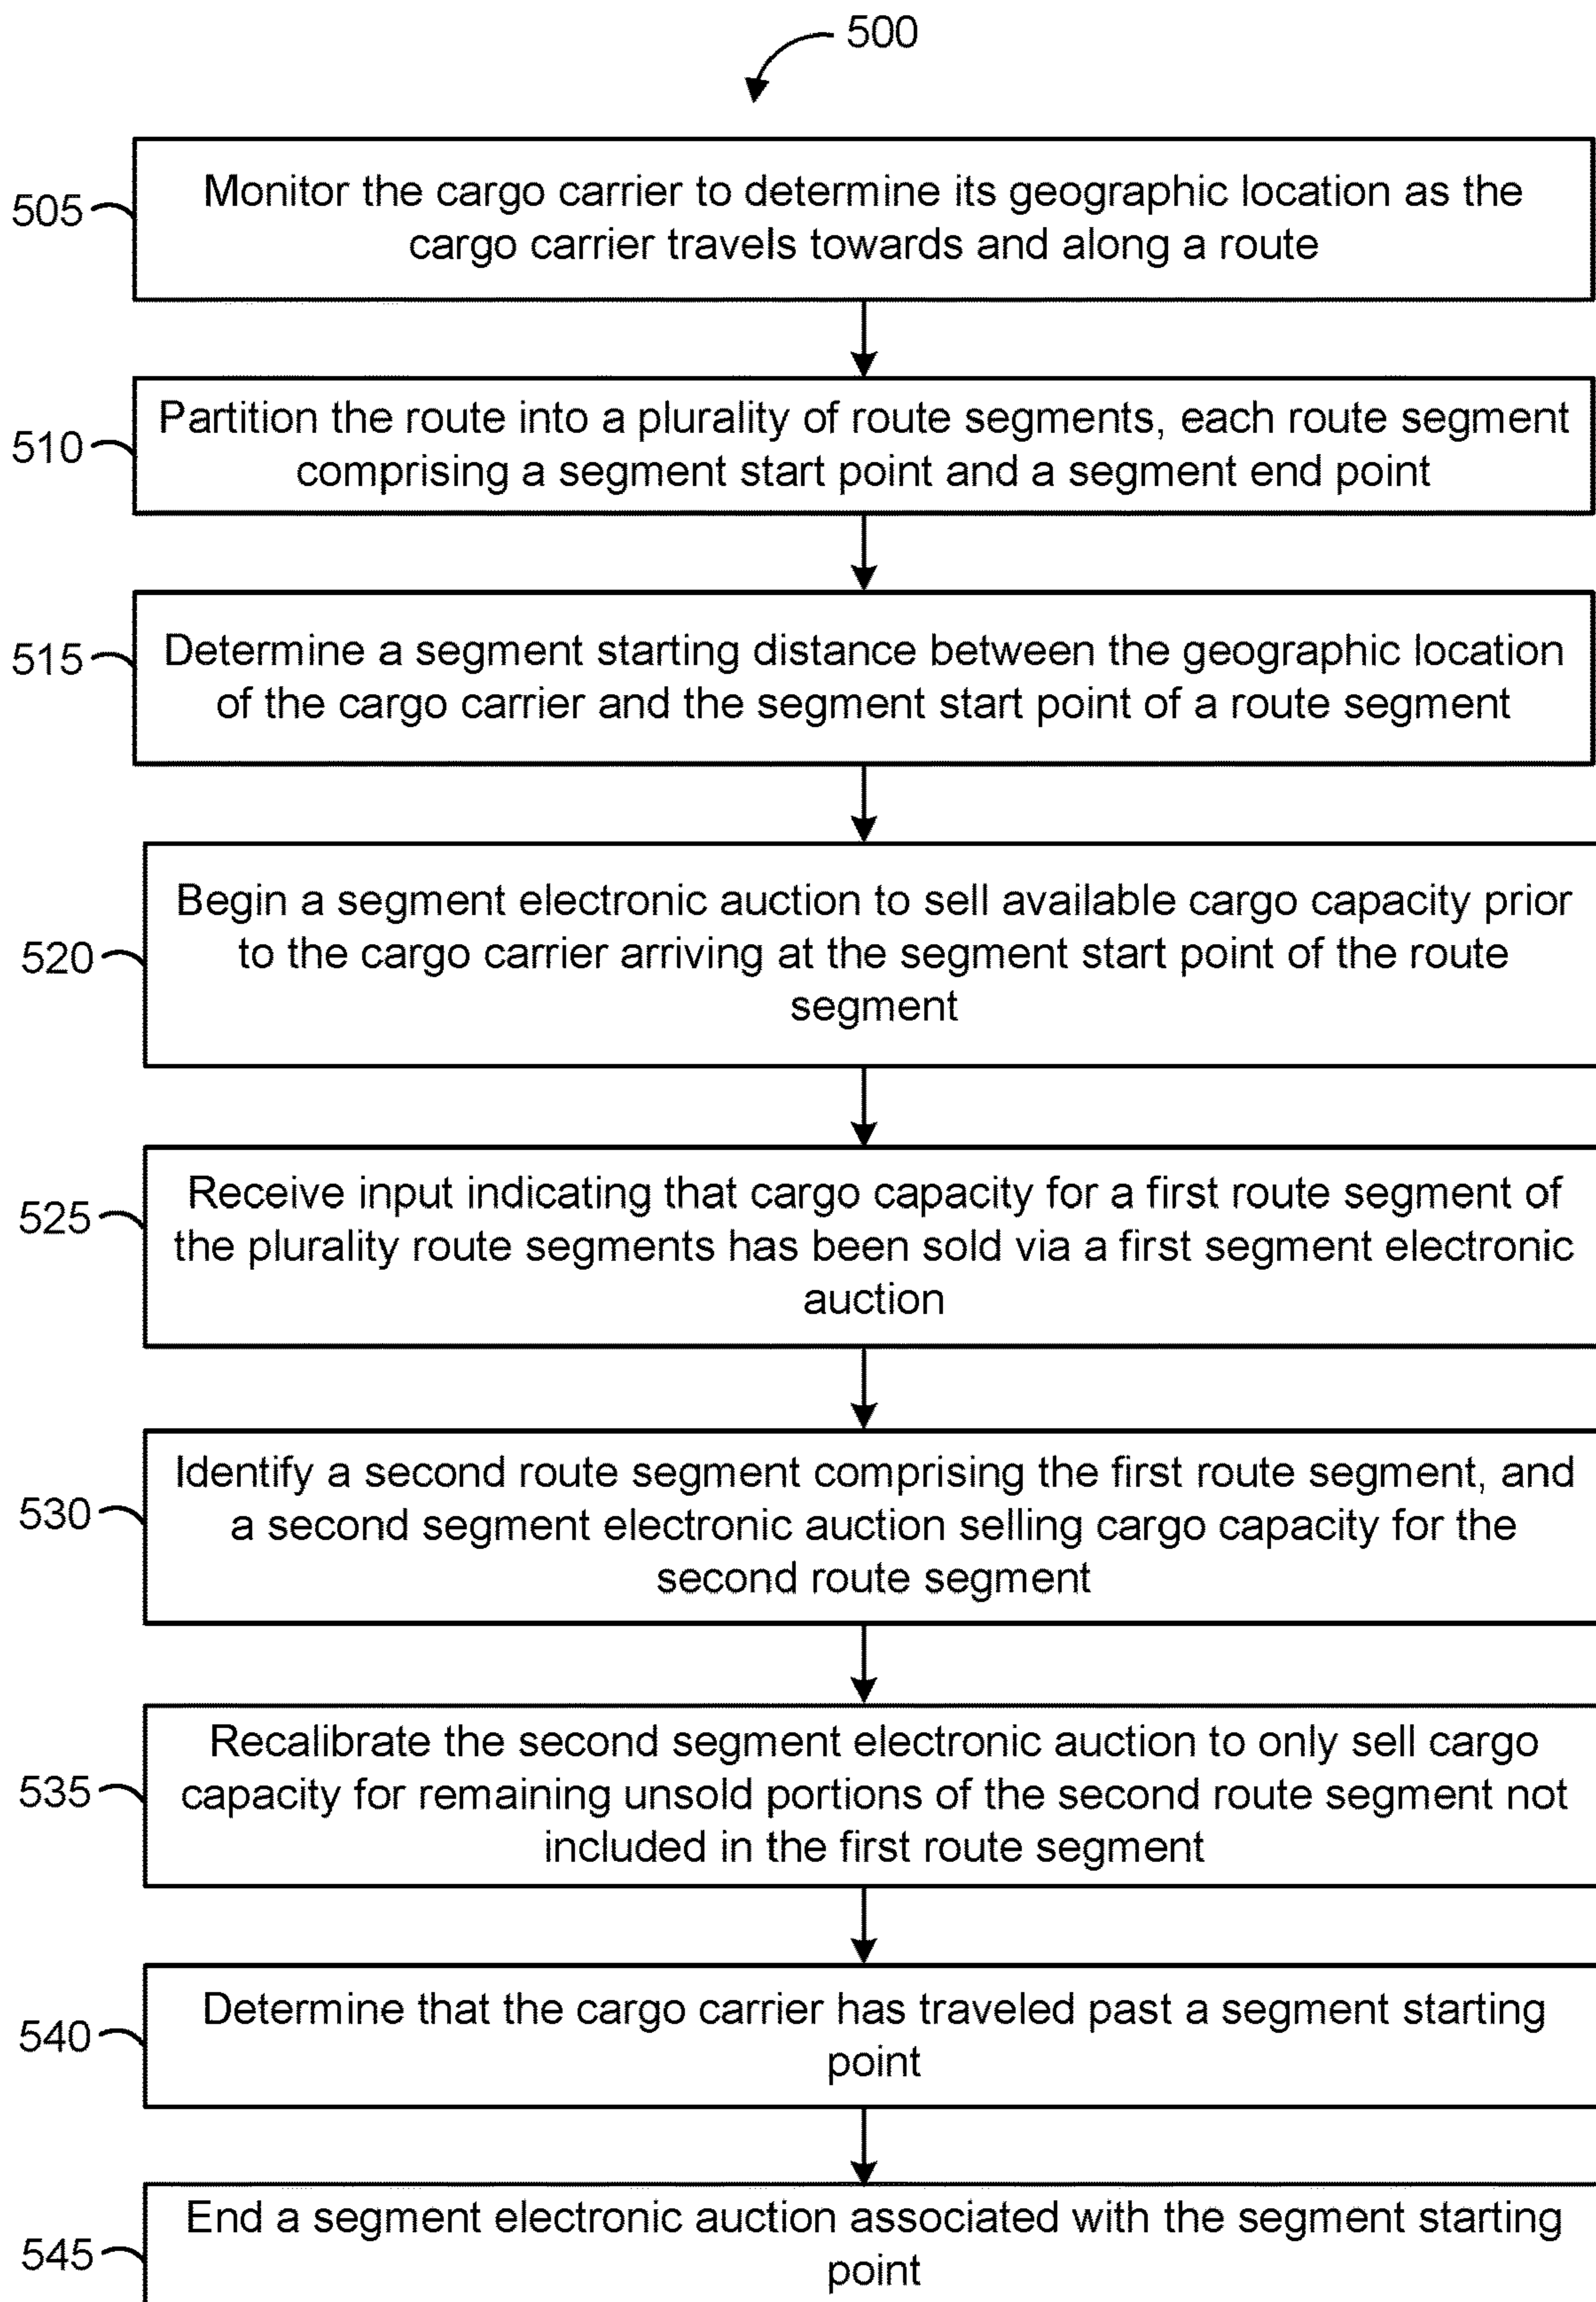 500
505
Monitor the cargo carrier to determine its geographic location as the
cargo carrier travels towards and along a route
510
Partition the route into a plurality of route segments, each route segment
comprising a segment start point and a segment end point
515
Determine a segment starting distance between the geographic location
of the cargo carrier and the segment start point of a route segment
520
Begin a segment electronic auction to sell available cargo capacity prior
to the cargo carrier arriving at the segment start point of the route
segment
525
Receive input indicating that cargo capacity for a first route segment of
the plurality route segments has been sold via a first segment electronic
auction
530
Identify a second route segment comprising the first route segment, and
a second segment electronic auction selling cargo capacity for the
second route segment
535
Recalibrate the second segment electronic auction to only sell cargo
capacity for remaining unsold portions of the second route segment not
included in the first route segment
540
Determine that the cargo carrier has traveled past a segment starting
point
545
End a segment electronic auction associated with the segment starting
point